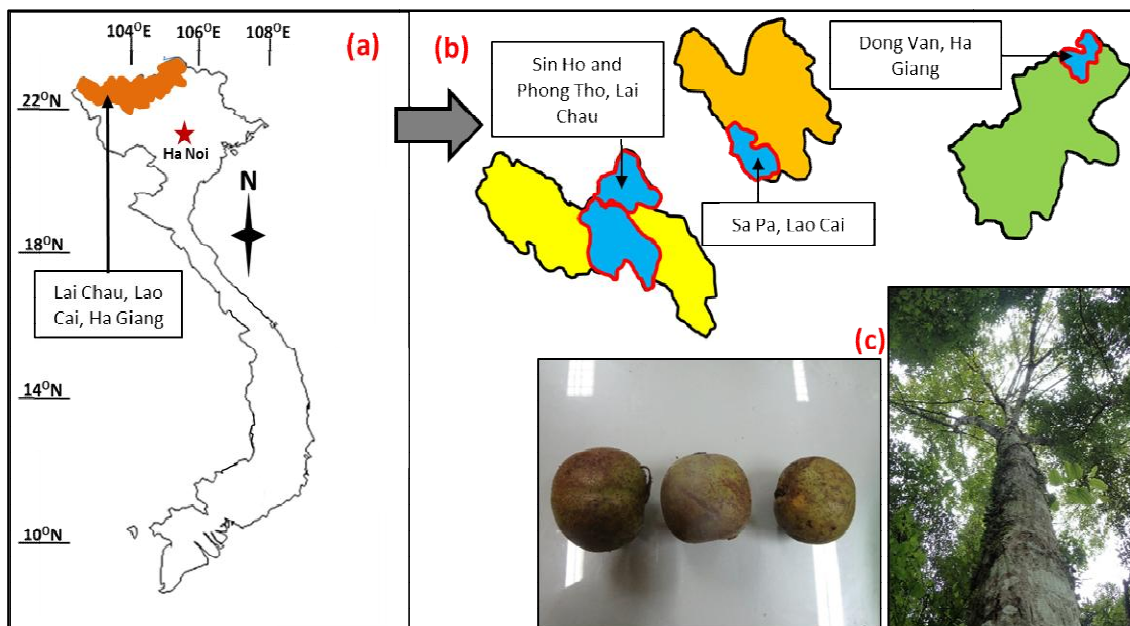 104⁰E 106⁰E 108⁰E
(a)
22⁰N
Ha Noi
N
18⁰N
Lai Chau, Lao
Cai, Ha Giang
14⁰N
10⁰N
(b)
Sin Ho and
Phong Tho, Lai
Chau
Dong Van, Ha
Giang
Sa Pa, Lao Cai
(c)